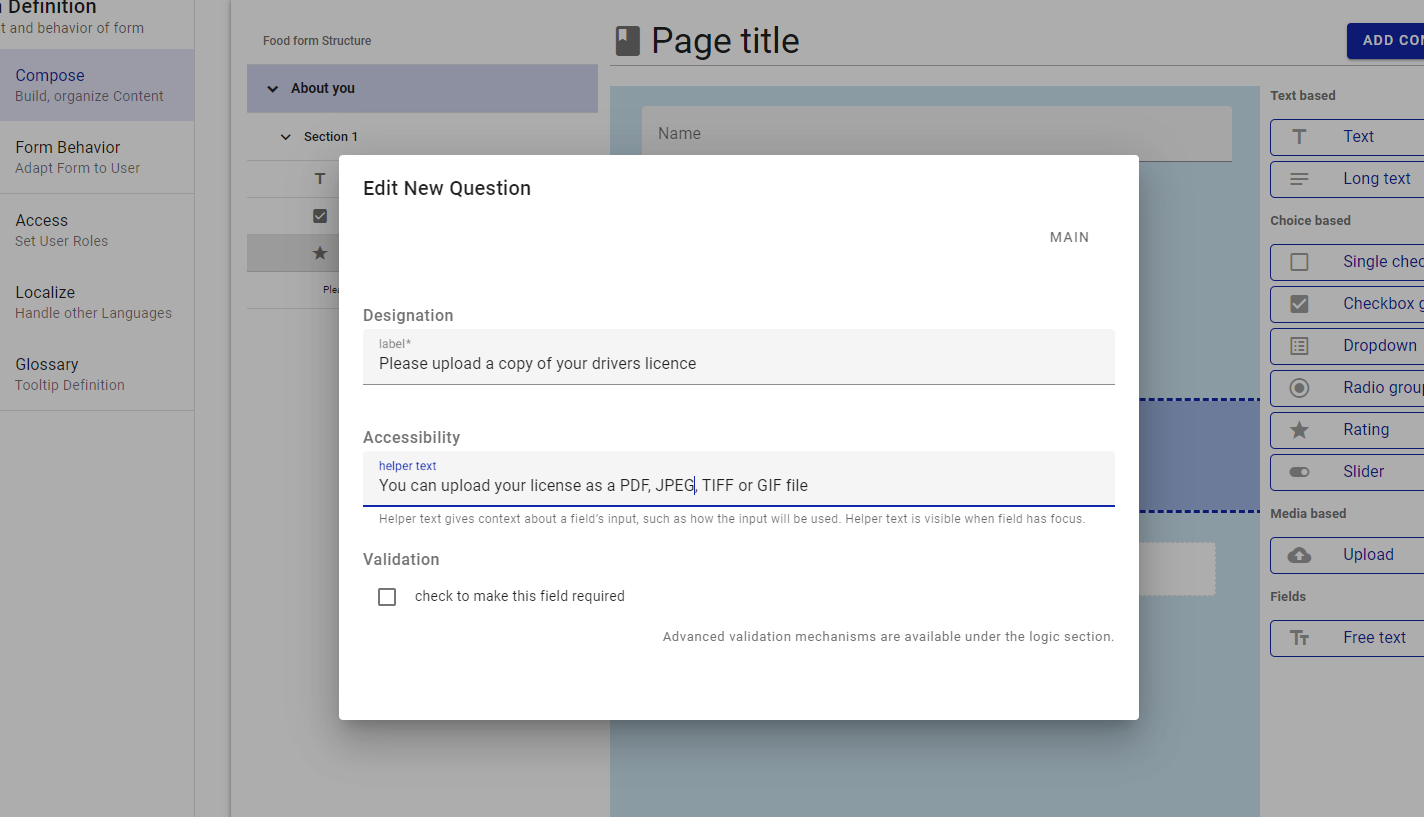 Definition
t and behavior of form
Compose
Build, organize Content
Form Behavior
Adapt Form to User
Access
Set User Roles
Localize
Handle other Languages
Glossary
Tooltip Definition
Food form Structure
About you
Section 1
T
Page title
Name
Edit New Question
MAIN
Designation
label*
Please upload a copy of your drivers licence
Accessibility
helper text
You can upload your license as a PDF, JPEG, TIFF or GIF file
Helper text gives context about a field's input, such as how the input will be used. Helper text is visible when field has focus.
Validation
check to make this field required
Advanced validation mechanisms are available under the logic section.
ADD
Text based
T Text
Long text
Choice based
Single
Checkbox
Dropdown
Radio
Rating
Slider
Media based
Upload
Fields
Tт Free text